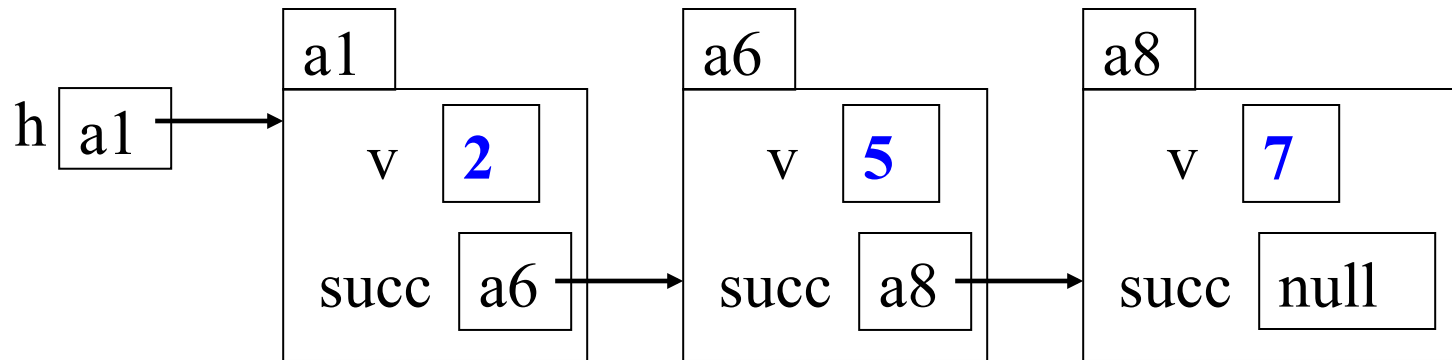 a1 a6 a8
h a1
v 2 v 5 v 7
succ a6 succ a8 succ null